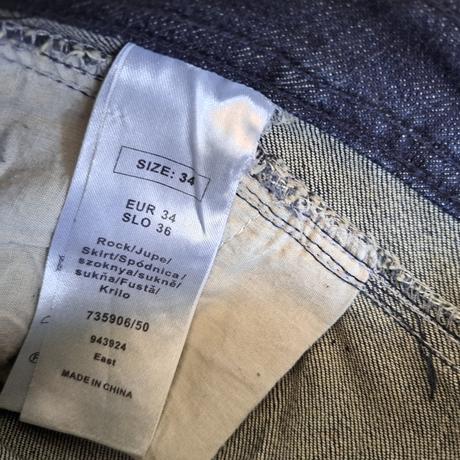 SIZE: 34
EUR 34
SLO 36
Rock/Jupe/
Skirt/Spódnica/
szoknya/sukně/
sukňa/Fustă/
Krilo
735906/50
943924
East
MADE IN CHINA